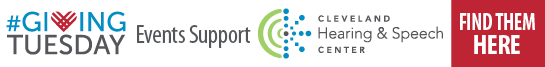 #GIVING
TUESDAY
Events Support
CLEVELAND
Hearing & Speech
CENTER
FIND THEM
HERE